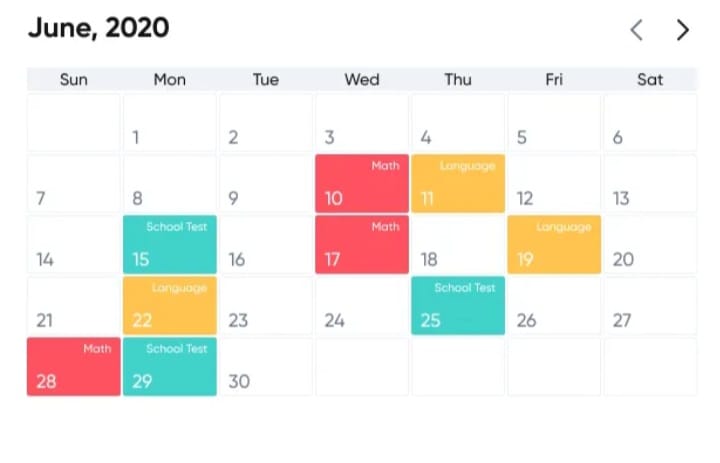 June, 2020
Sun Mon Tue Wed Thu Fri Sat
1 2 3 4 5 6
Math Language
7 8 9 10 11 12 13
School Test Math Language
14 15 16 17 18 19 20
Language School Test
21 22 23 24 25 26 27
Math School Test
28 29 30